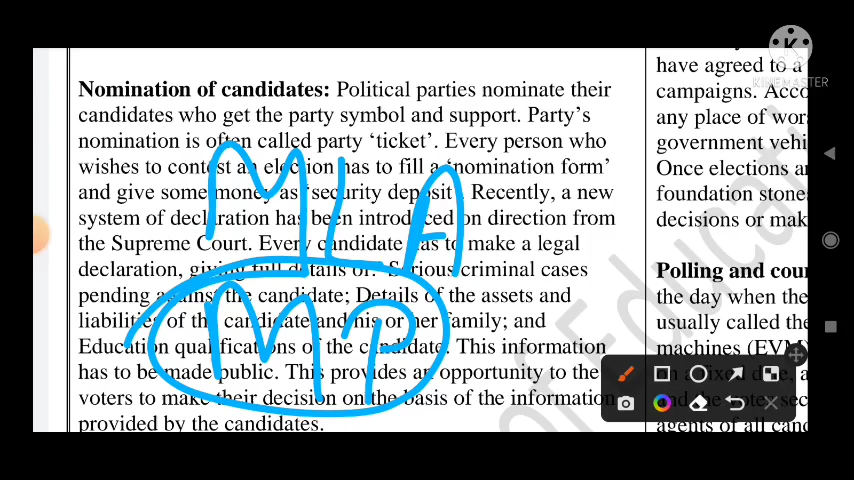 Nomination of candidates: Political parties nominate their
candidates who get the party symbol and support. Party's
nomination is often called party 'ticket'. Every person who
wishes to contest an election has to fill a 'nomination form'
and give some money as 'security deposit'. Recently, a new
system of declaration has been introduced on direction from
the Supreme Court. Every candidate has to make a legal
declaration, giving full details of: Serious criminal cases
pending against the candidate; Details of the assets and
liabilities of the candidate and his or her family; and
Education qualifications of the candidate. This information
has to be made public. This provides an opportunity to the
voters to make their decision on the basis of the information
provided by the candidates.
MLA
MP
have agreed to a
campaigns. Acco
any place of wors
government vehi
Once elections ar
foundation stones
decisions or mak
Polling and coun
the day when the
usually called the
machines (EVM
agents of all cand
of Educati
K
KINEMASTER